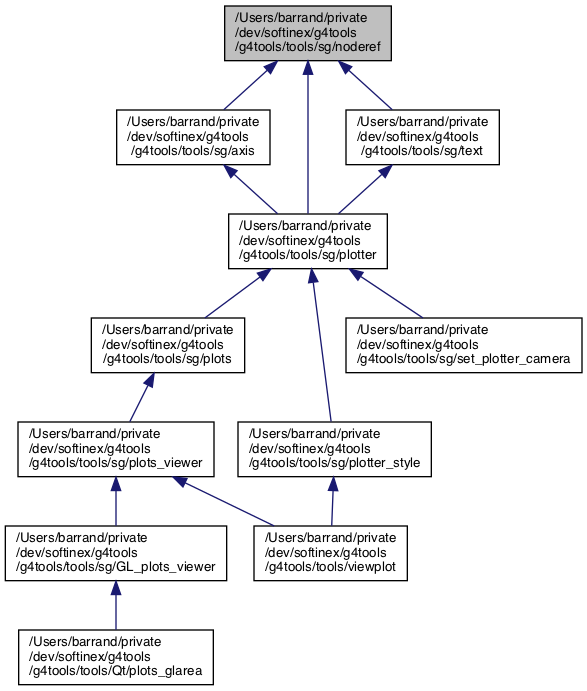 /Users/barrand/private
/dev/softinex/g4tools
/g4tools/tools/sg/noderef
/Users/barrand/private
/dev/softinex/g4tools
/g4tools/tools/sg/axis
/Users/barrand/private
/dev/softinex/g4tools
/g4tools/tools/sg/text
/Users/barrand/private
/dev/softinex/g4tools
/g4tools/tools/sg/plotter
/Users/barrand/private
/dev/softinex/g4tools
/g4tools/tools/sg/plots
/Users/barrand/private
/dev/softinex/g4tools
/g4tools/tools/sg/set_plotter_camera
/Users/barrand/private
/dev/softinex/g4tools
/g4tools/tools/sg/plots_viewer
/Users/barrand/private
/dev/softinex/g4tools
/g4tools/tools/sg/plotter_style
/Users/barrand/private
/dev/softinex/g4tools
/g4tools/tools/sg/GL_plots_viewer
/Users/barrand/private
/dev/softinex/g4tools
/g4tools/tools/viewplot
/Users/barrand/private
/dev/softinex/g4tools
/g4tools/tools/Qt/plots_glarea